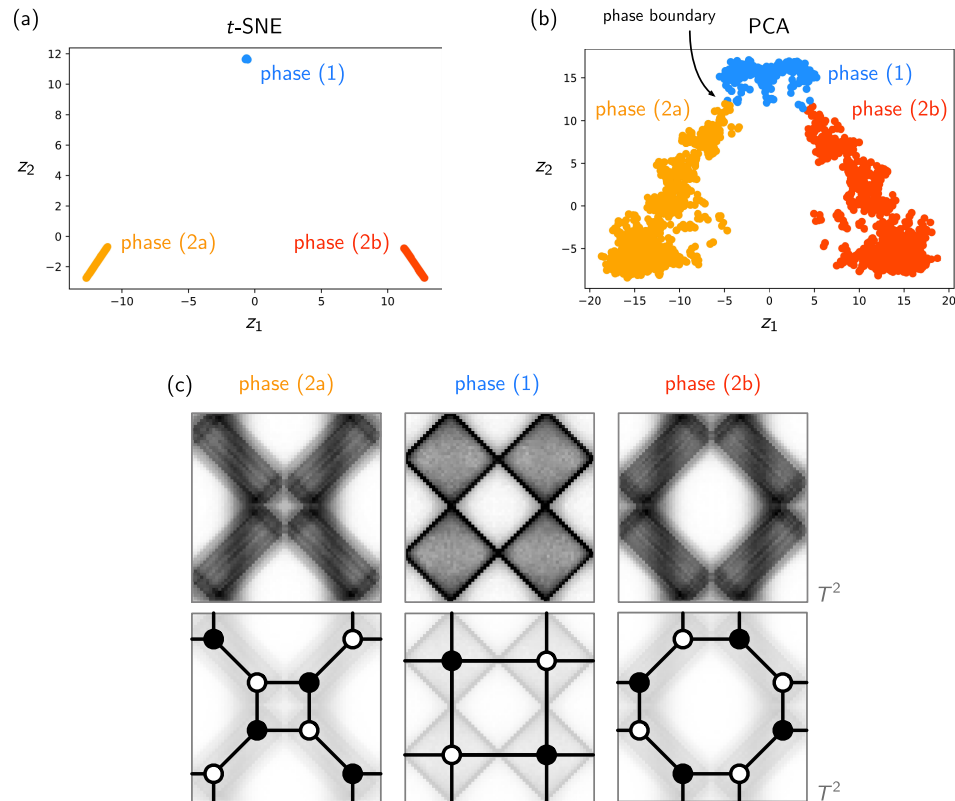 (a)
t-SNE
12
10
8
6
4
2
0
−2
z2
−10
−5
0
5
10
z1
phase (1)
phase (2a)
phase (2b)
(b)
phase boundary
PCA
15
10
5
0
−5
z2
−20
−15
−10
−5
0
5
10
15
20
z1
phase (1)
phase (2a)
phase (2b)
(c)
phase (2a)
phase (1)
phase (2b)
T²
T²